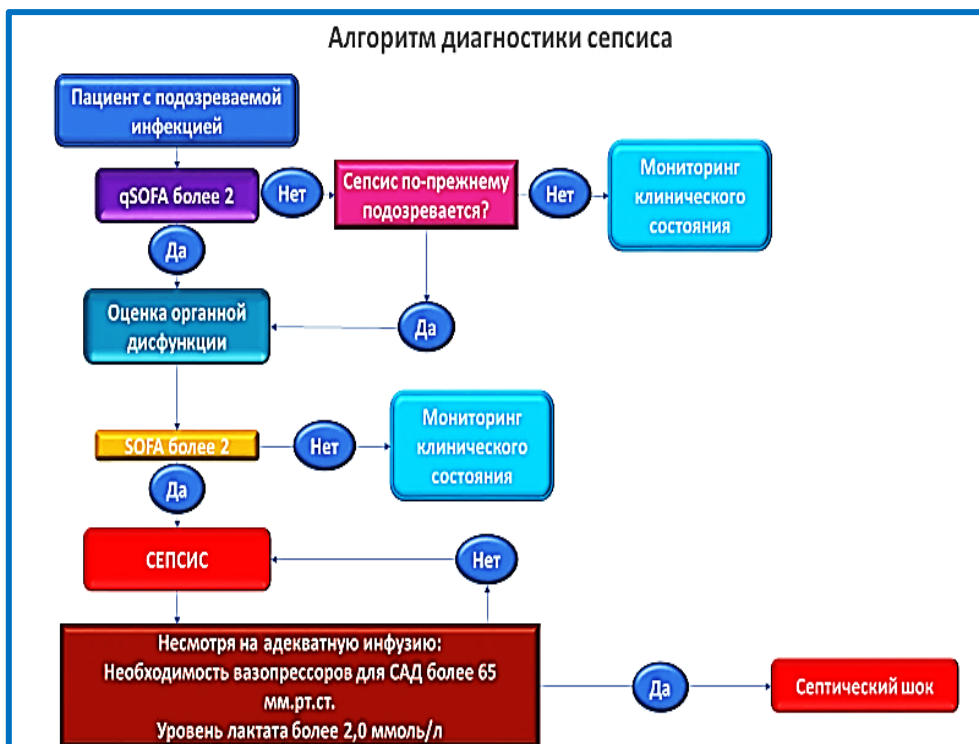 Алгоритм диагностики сепсиса
Пациент с подозреваемой
инфекцией
qSOFA более 2
Нет
Сепсис по-прежнему
подозревается?
Нет
Мониторинг
клинического
состояния
Да
Оценка органной
дисфункции
Да
SOFA более 2
Нет
Мониторинг
клинического
состояния
Да
СЕПСИС
Нет
Несмотря на адекватную инфузию:
Необходимость вазопрессоров для САД более 65
мм.рт.ст.
Уровень лактата более 2,0 ммоль/л
Да
Септический шок